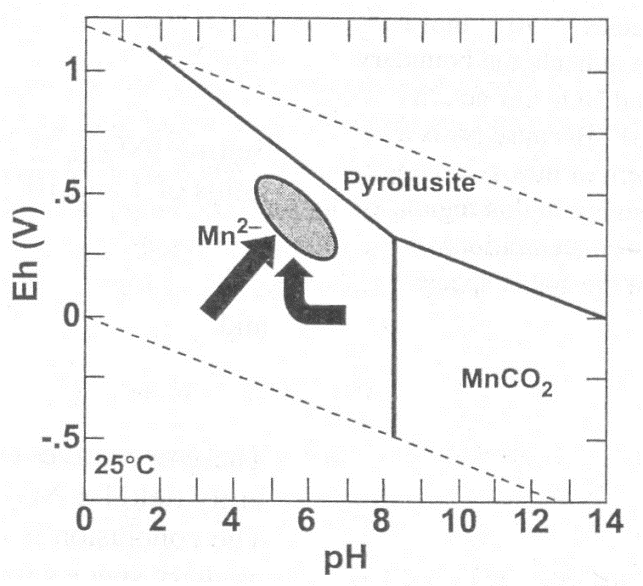 1
.5
0
-.5
Eh (V)
Pyrolusite
Mn²⁻
MnCO₂
25°C
0 2 4 6 8 10 12 14
pH